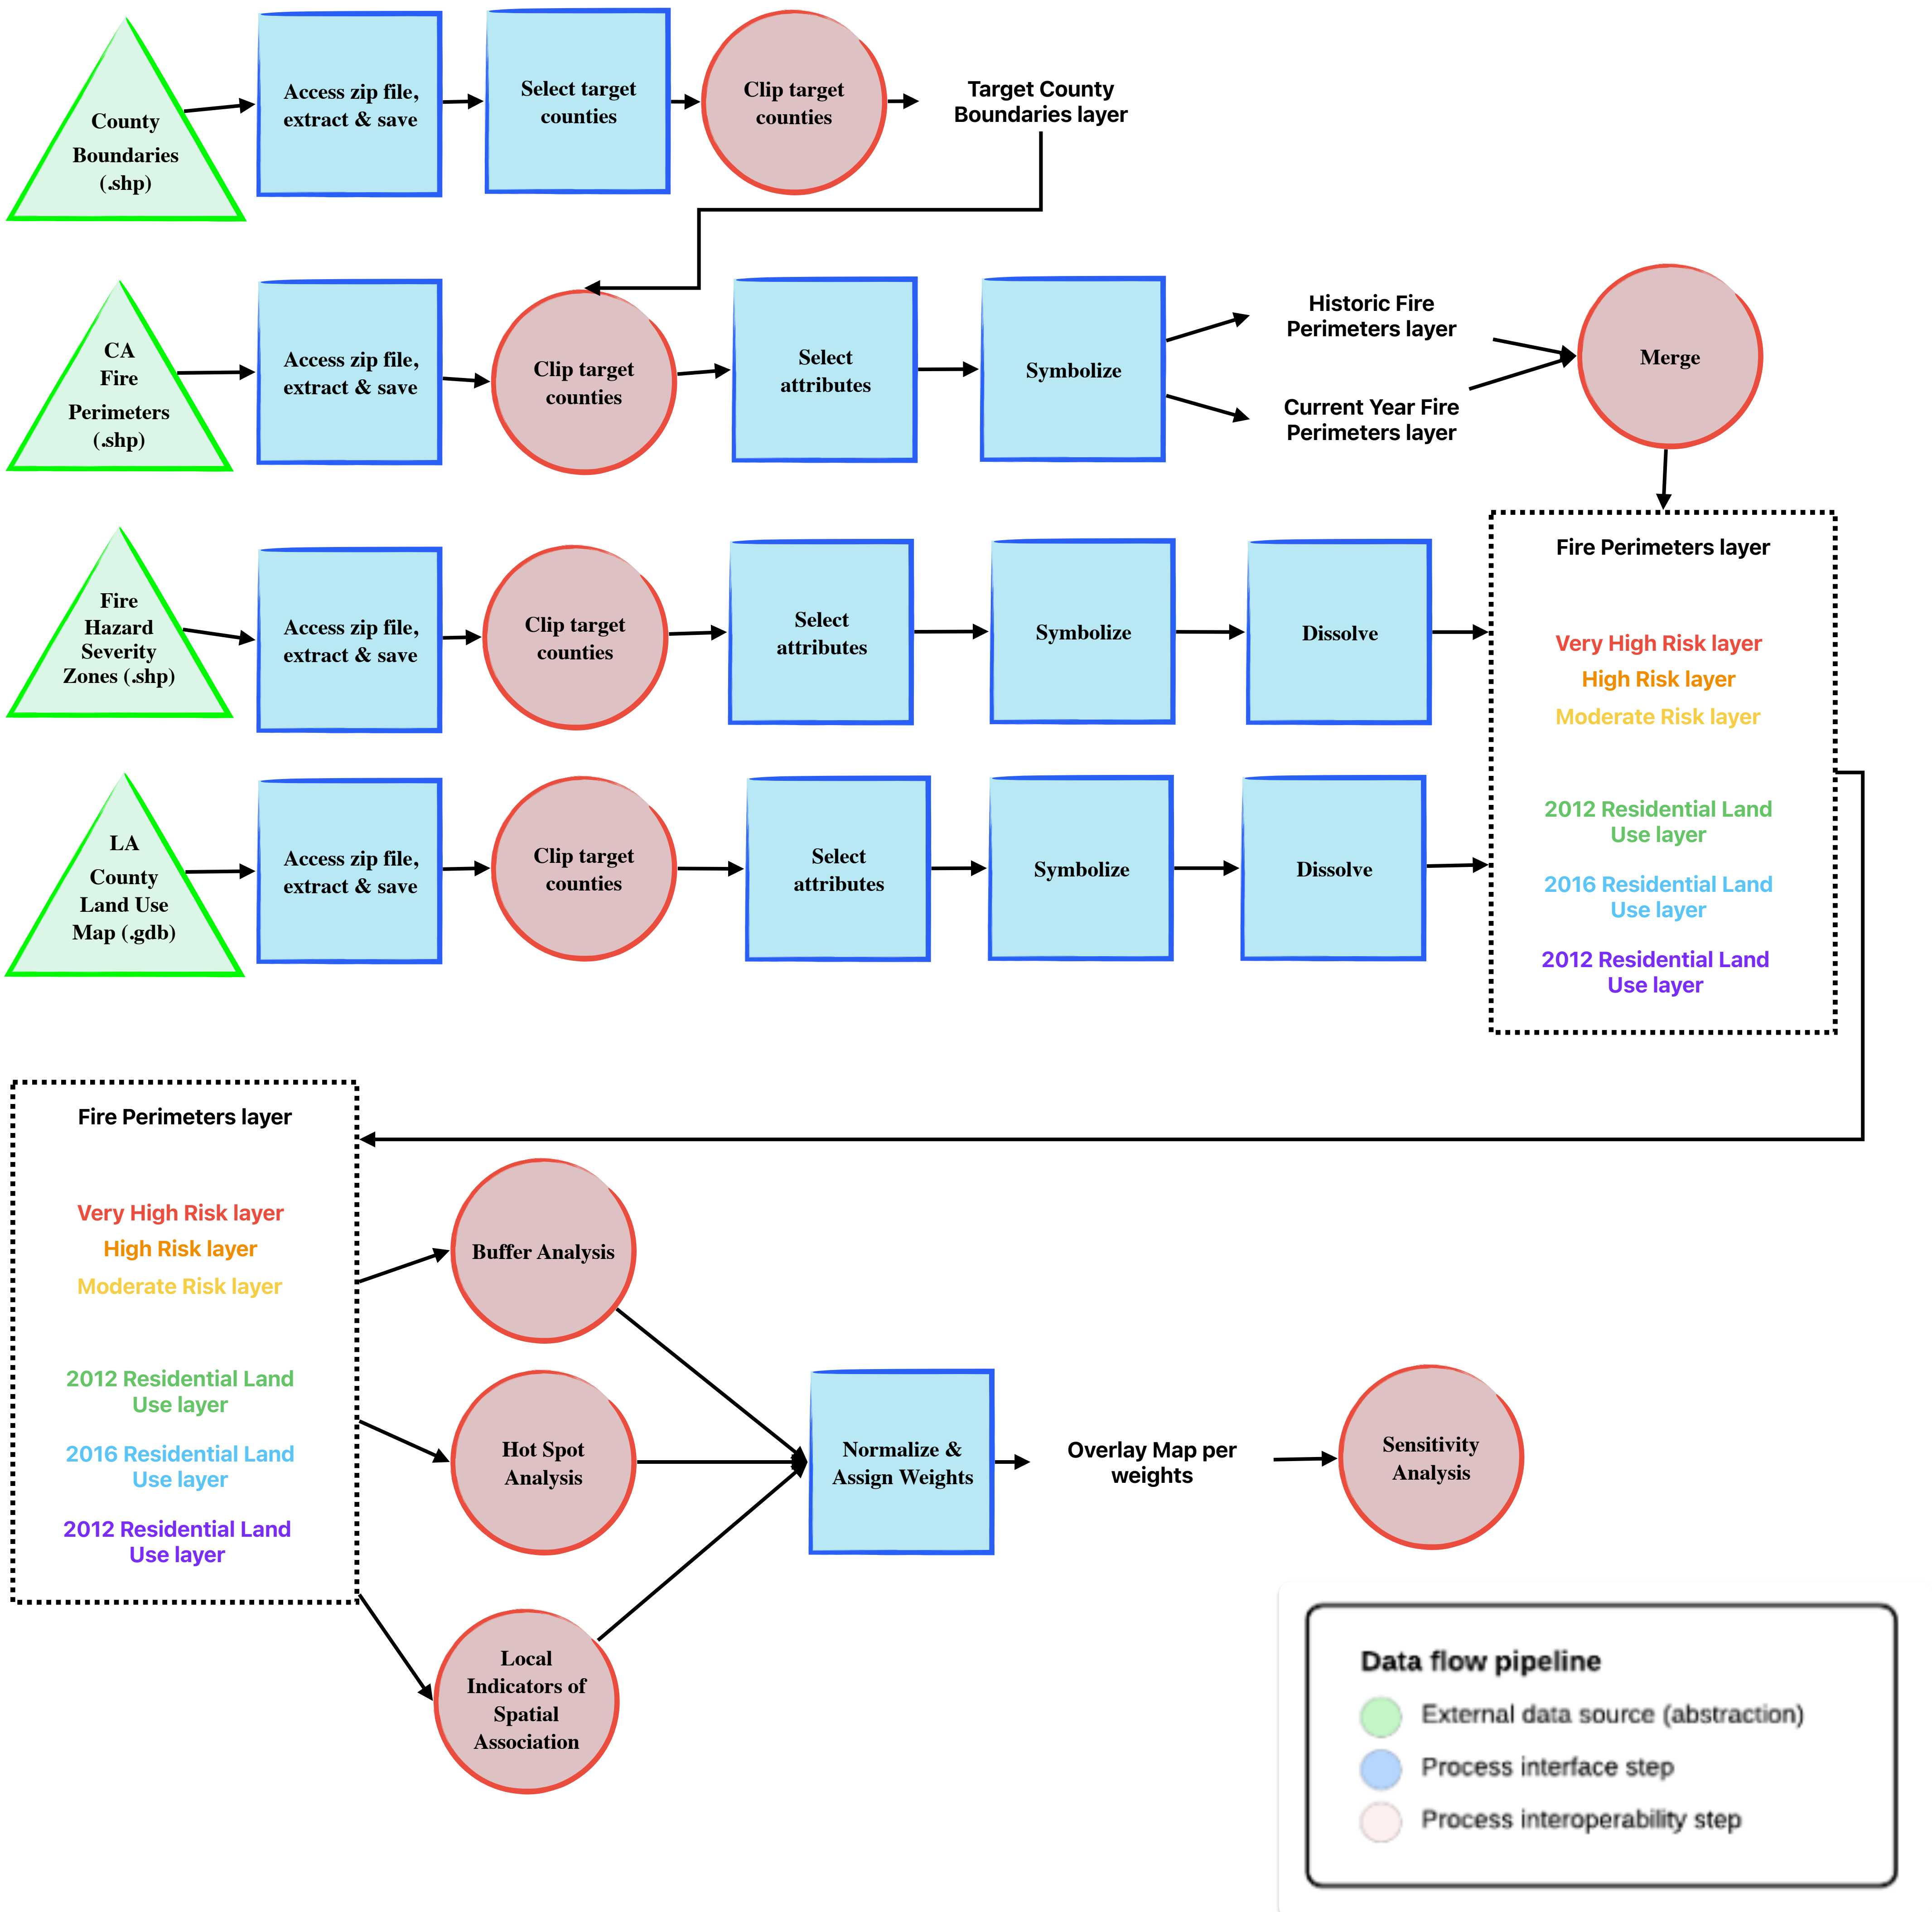 County
Boundaries
(.shp)
Access zip file,
extract & save
Select target
counties
Clip target
counties
Target County
Boundaries layer
CA
Fire
Perimeters
(.shp)
Access zip file,
extract & save
Clip target
counties
Select
attributes
Symbolize
Historic Fire
Perimeters layer
Current Year Fire
Perimeters layer
Merge
Fire
Hazard
Severity
Zones (.shp)
Access zip file,
extract & save
Clip target
counties
Select
attributes
Symbolize
Dissolve
LA
County
Land Use
Map (.gdb)
Access zip file,
extract & save
Clip target
counties
Select
attributes
Symbolize
Dissolve
Fire Perimeters layer
Very High Risk layer
High Risk layer
Moderate Risk layer
2012 Residential Land
Use layer
2016 Residential Land
Use layer
2012 Residential Land
Use layer
Fire Perimeters layer
Very High Risk layer
High Risk layer
Moderate Risk layer
2012 Residential Land
Use layer
2016 Residential Land
Use layer
2012 Residential Land
Use layer
Buffer Analysis
Hot Spot
Analysis
Local
Indicators of
Spatial
Association
Normalize &
Assign Weights
Overlay Map per
weights
Sensitivity
Analysis
Data flow pipeline
External data source (abstraction)
Process interface step
Process interoperability step